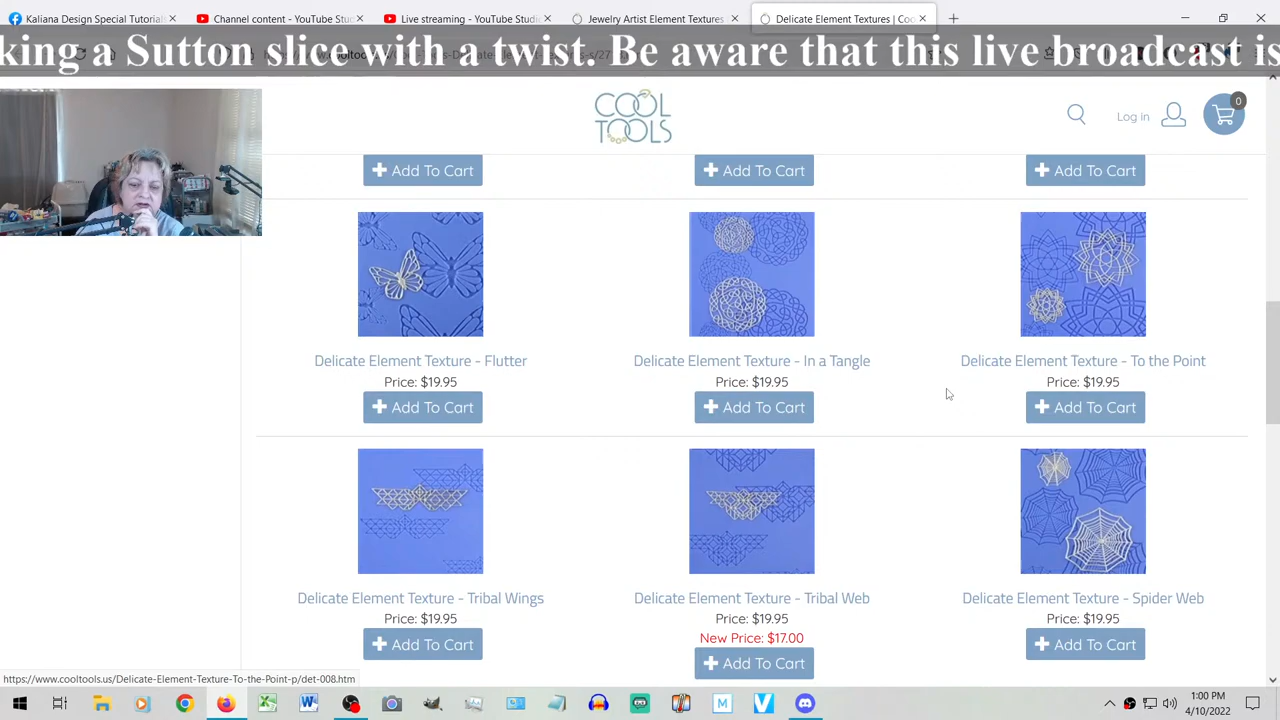 Kaliana Design Special Tutorials
Channel content - YouTube Stu
Live streaming - YouTube Studio
Jewelry Artist Element Textures
Delicate Element Textures | Coo
king a Sutton slice with a twist. Be aware that this live broadcast is
COOL
TOOLS
Log in
0
Add To Cart
Add To Cart
Add To Cart
Delicate Element Texture - Flutter
Price: $19.95
Add To Cart
Delicate Element Texture - In a Tangle
Price: $19.95
Add To Cart
Delicate Element Texture - To the Point
Price: $19.95
Add To Cart
Delicate Element Texture - Tribal Wings
Price: $19.95
Add To Cart
Delicate Element Texture - Tribal Web
Price: $19.95
New Price: $17.00
Add To Cart
Delicate Element Texture - Spider Web
Price: $19.95
Add To Cart
https://www.cooltools.us/Delicate-Element-Texture-To-the-Point-p/det-008.htm
1:00 PM
4/10/2022